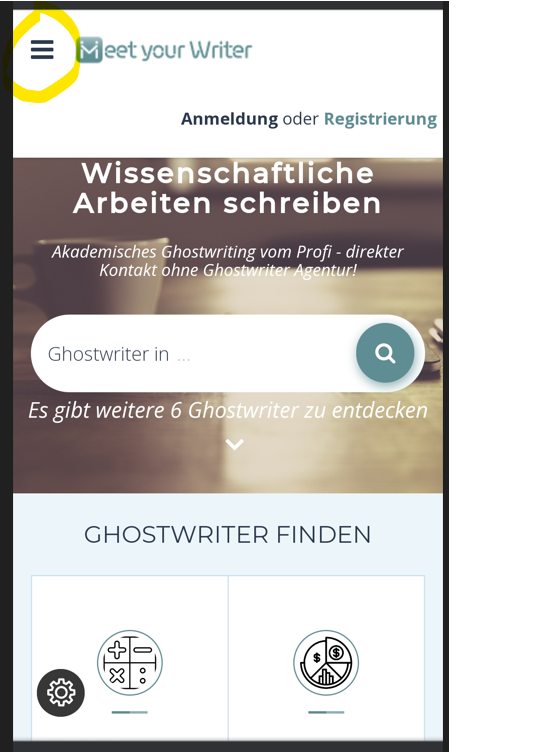 Meet your Writer
Anmeldung oder Registrierung
Wissenschaftliche
Arbeiten schreiben
Akademisches Ghostwriting vom Profi - direkter
Kontakt ohne Ghostwriter Agentur!
Ghostwriter in ...
Es gibt weitere 6 Ghostwriter zu entdecken
GHOSTWRITER FINDEN